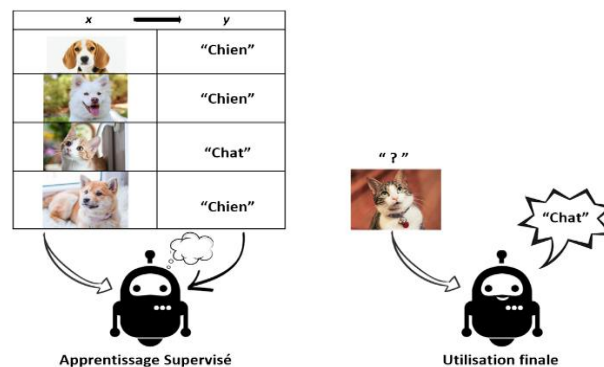 x y
“Chien”
“Chien”
“Chat”
“Chien”
“ ? ”
“Chat”
Apprentissage Supervisé
Utilisation finale